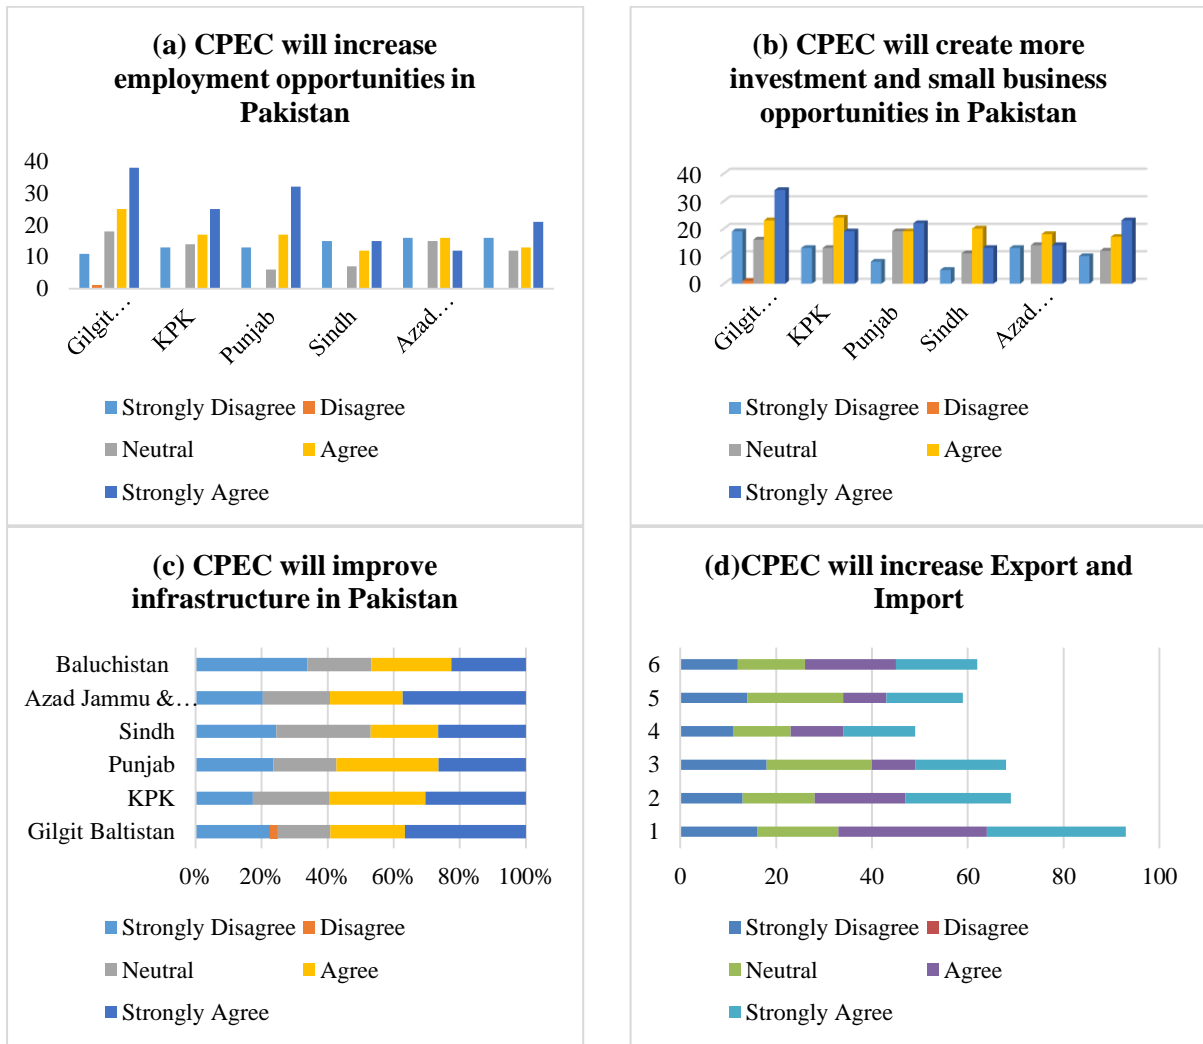 (a) CPEC will increase
employment opportunities in
Pakistan
40
30
20
10
0
Gilgit…
KPK
Punjab
Sindh
Azad…
Strongly Disagree
Disagree
Neutral
Agree
Strongly Agree
(b) CPEC will create more
investment and small business
opportunities in Pakistan
40
30
20
10
0
Gilgit…
KPK
Punjab
Sindh
Azad…
Strongly Disagree
Disagree
Neutral
Agree
Strongly Agree
(c) CPEC will improve
infrastructure in Pakistan
Baluchistan
Azad Jammu &…
Sindh
Punjab
KPK
Gilgit Baltistan
0% 20% 40% 60% 80% 100%
Strongly Disagree
Disagree
Neutral
Agree
Strongly Agree
(d)CPEC will increase Export and
Import
6
5
4
3
2
1
0 20 40 60 80 100
Strongly Disagree
Disagree
Neutral
Agree
Strongly Agree